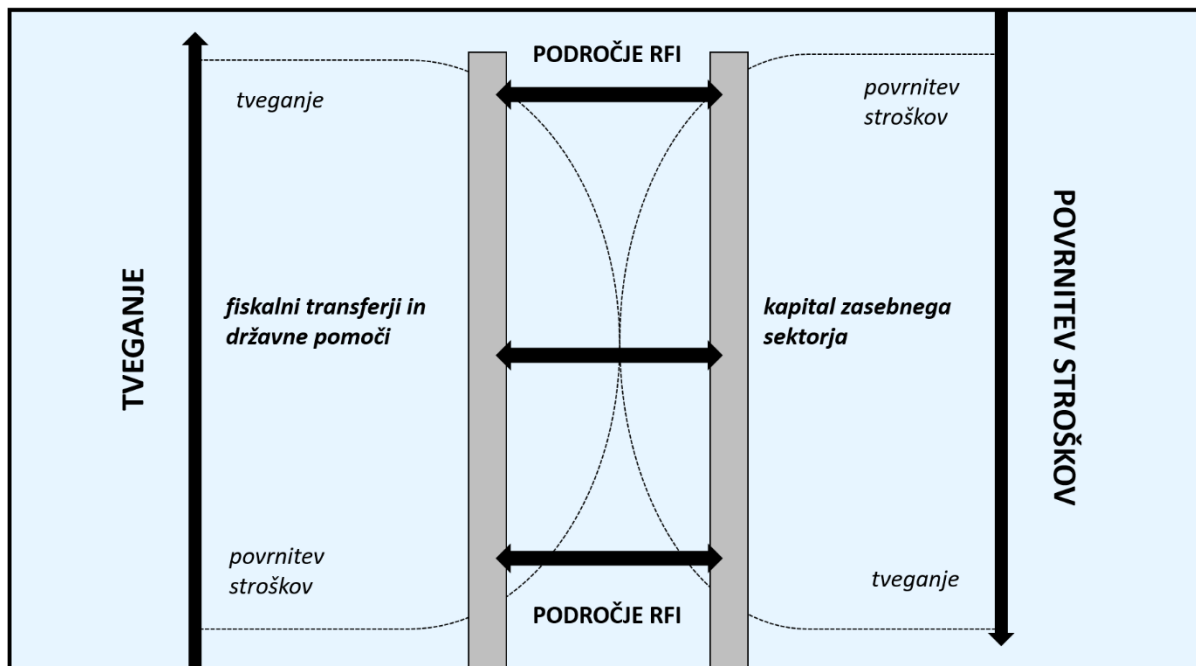 PODROČJE RFI
tveganje
povrnitev
stroškov
TVEGANJE
fiskalni transferji in
državne pomoči
kapital zasebnega
sektorja
POVRNITEV STROŠKOV
povrnitev
stroškov
tveganje
PODROČJE RFI